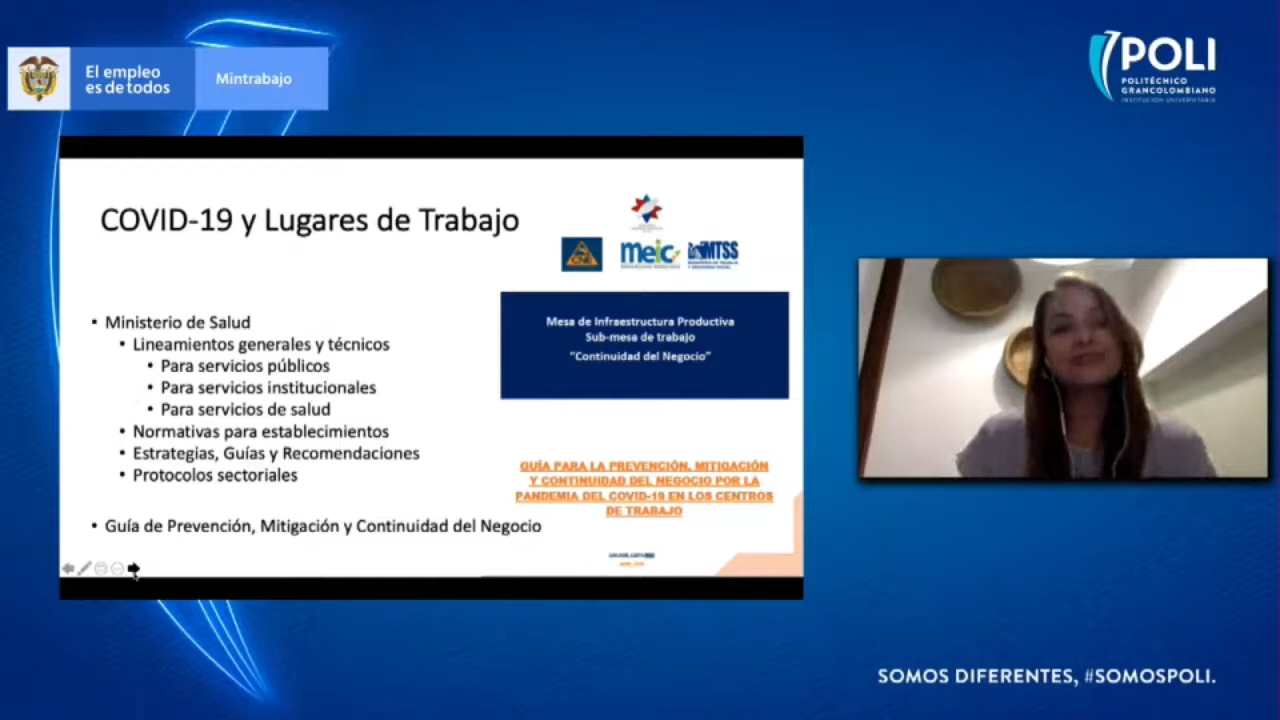 El empleo
es de todos
Mintrabajo
POLI
POLITÉCNICO
GRANCOLOMBIANO
INSTITUCIÓN UNIVERSITARIA
COVID-19 y Lugares de Trabajo
CNE
meic
MTSS
• Ministerio de Salud
• Lineamientos generales y técnicos
• Para servicios públicos
• Para servicios institucionales
• Para servicios de salud
• Normativas para establecimientos
• Estrategias, Guías y Recomendaciones
• Protocolos sectoriales
• Guía de Prevención, Mitigación y Continuidad del Negocio
Mesa de Infraestructura Productiva
Sub-mesa de trabajo
"Continuidad del Negocio"
GUÍA PARA LA PREVENCIÓN, MITIGACIÓN
Y CONTINUIDAD DEL NEGOCIO POR LA
PANDEMIA DEL COVID-19 EN LOS CENTROS
DE TRABAJO
SOMOS DIFERENTES, #SOMOSPOLI.